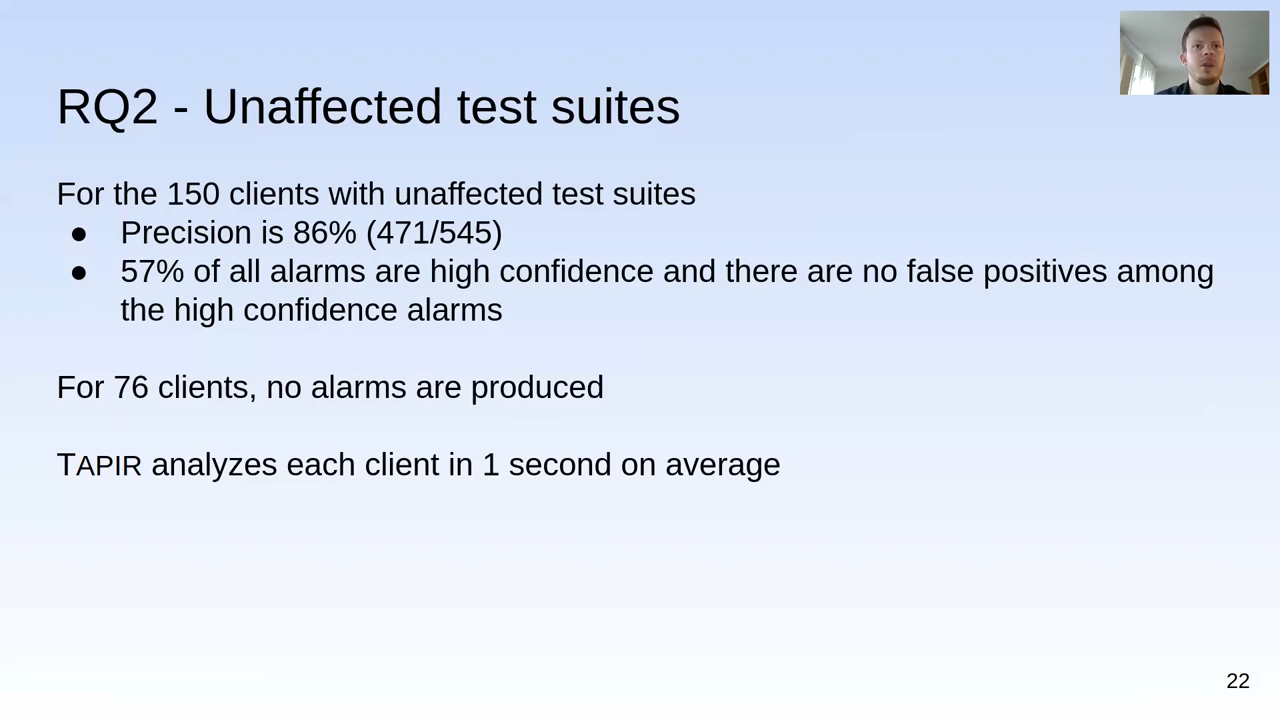 RQ2 - Unaffected test suites
For the 150 clients with unaffected test suites
● Precision is 86% (471/545)
● 57% of all alarms are high confidence and there are no false positives among
the high confidence alarms
For 76 clients, no alarms are produced
TAPIR analyzes each client in 1 second on average
22